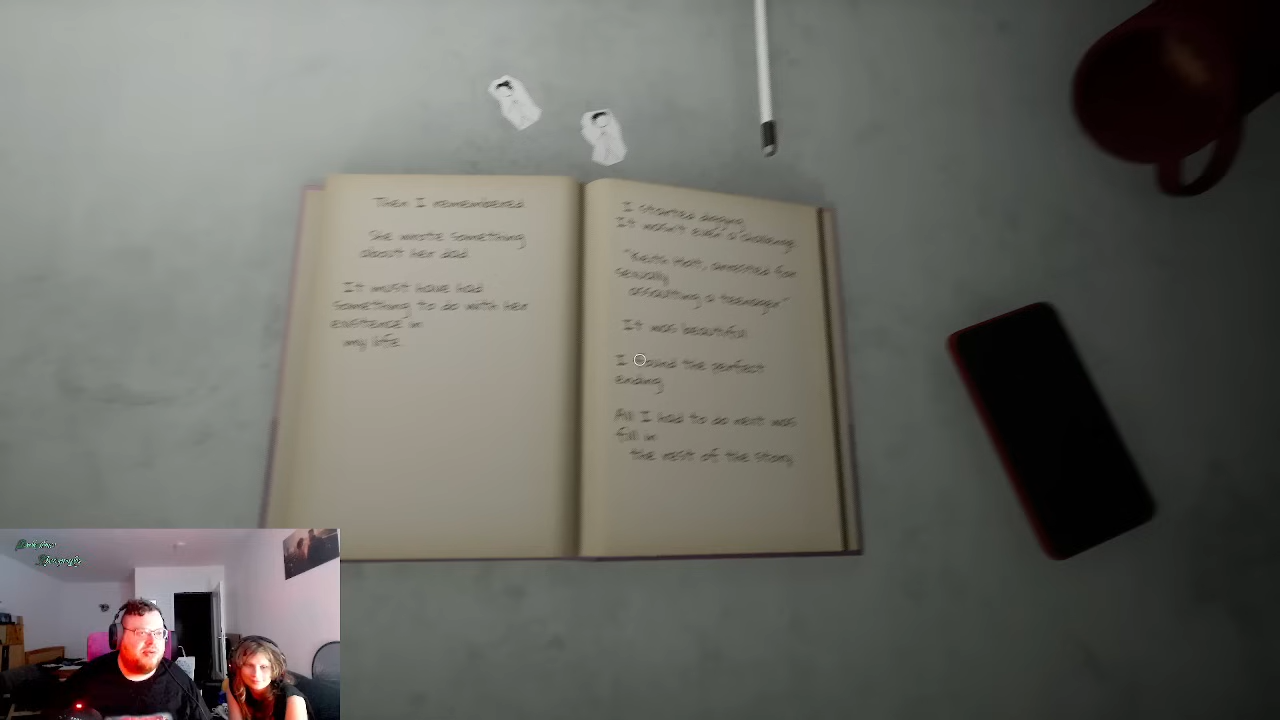 Then I remembered
She wrote something
about her dad
It must have had
something to do with her
existence in
my life
I started digging
It wasn't even a challenge
"Keith Holt, arrested for
sexually
assaulting a teenager"
It was beautiful
I found the perfect
ending
All I had to do next was
fill in
the rest of the story